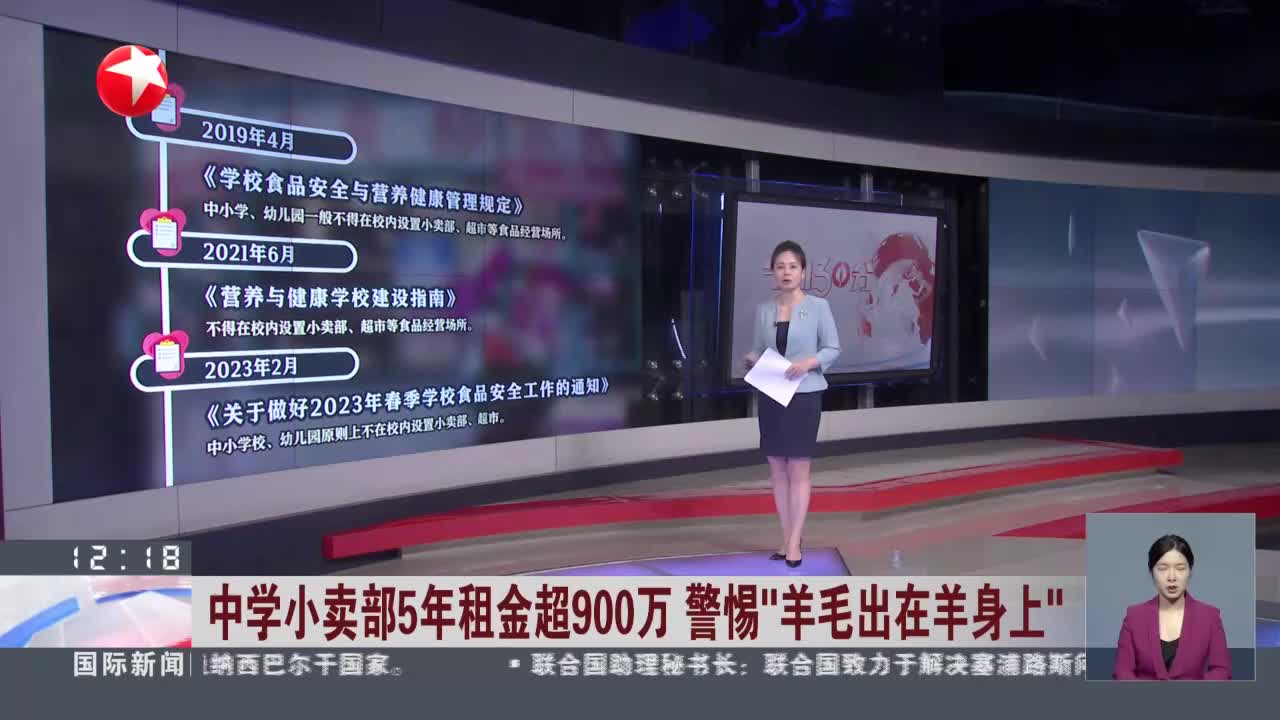 2019年4月
《学校食品安全与营养健康管理规定》
中小学、幼儿园一般不得在校内设置小卖部、超市等食品经营场所。
2021年6月
《营养与健康学校建设指南》
不得在校内设置小卖部、超市等食品经营场所。
2023年2月
《关于做好2023年春季学校食品安全工作的通知》
中小学校、幼儿园原则上不在校内设置小卖部、超市。
12:18
中学小卖部5年租金超900万 警惕"羊毛出在羊身上"
国际新闻 纳西巴尔干国家。 • 联合国助理秘书长：联合国致力于解决塞浦路斯问